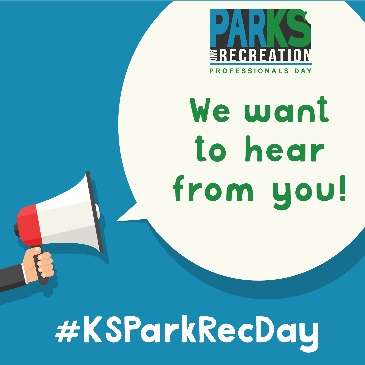 PARKS
AND RECREATION
PROFESSIONALS DAY
We want
to hear
from you!
#KSParkRecDay